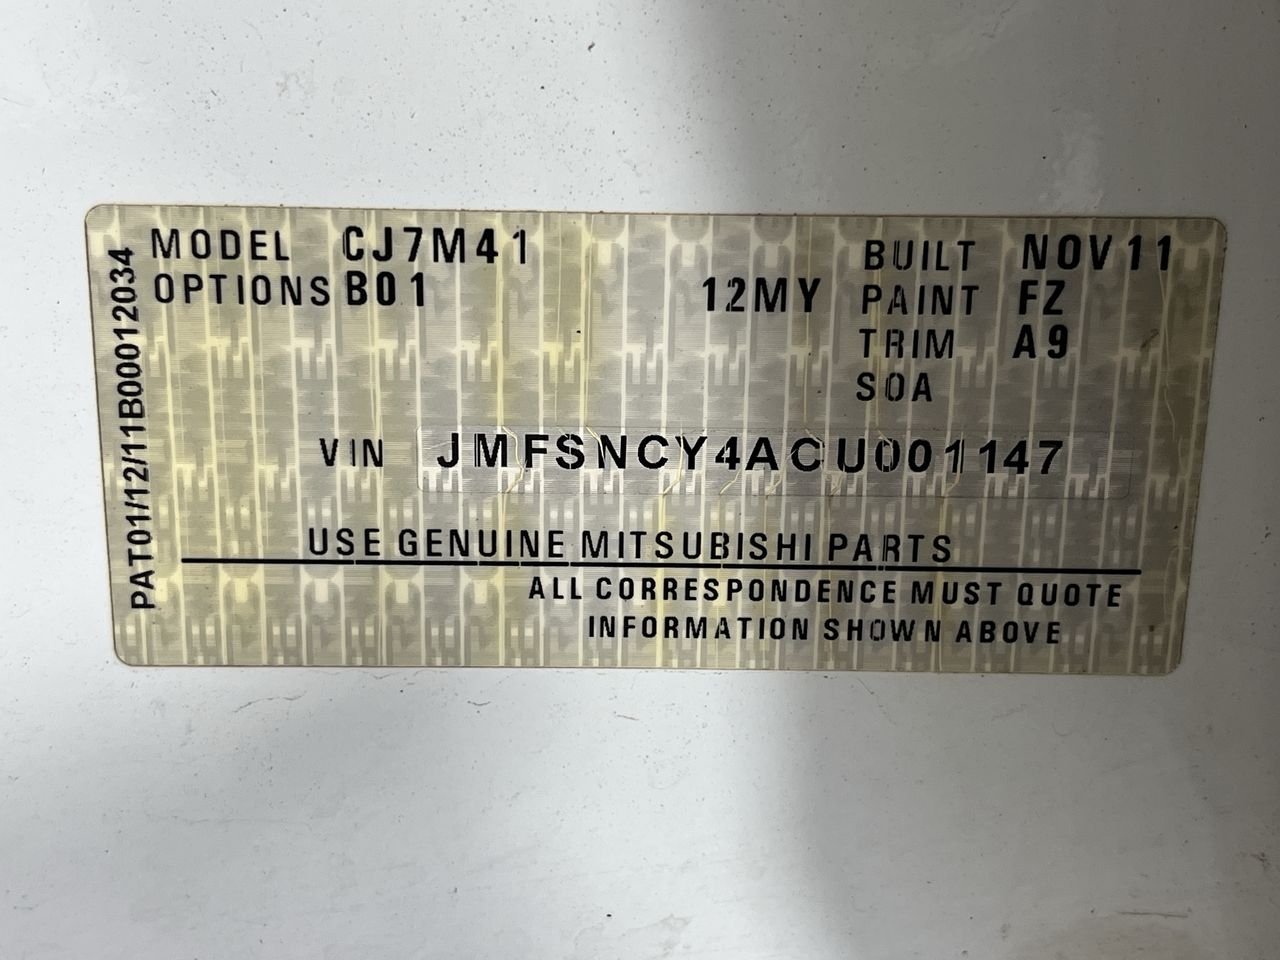 PAT01/12/11B00012034
MODEL CJ7M41
OPTIONS B01
12MY
BUILT NOV11
PAINT FZ
TRIM A9
SOA
VIN JMFSNCY4ACU001147
USE GENUINE MITSUBISHI PARTS
ALL CORRESPONDENCE MUST QUOTE
INFORMATION SHOWN ABOVE